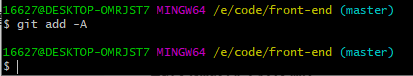 16627@DESKTOP-OMRJST7 MINGW64 /e/code/front-end (master)
$ git add -A
16627@DESKTOP-OMRJST7 MINGW64 /e/code/front-end (master)
$